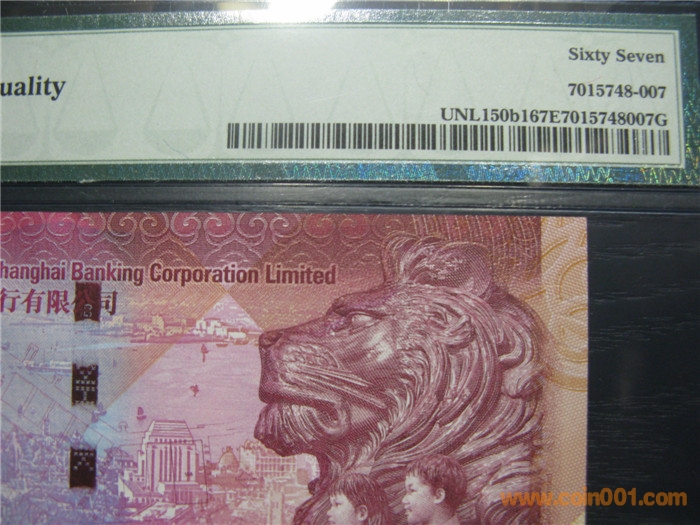 uality
Sixty Seven
7015748-007
UNL150b167E7015748007G
hanghai Banking Corporation Limited
行有限公司
www.coin001.com